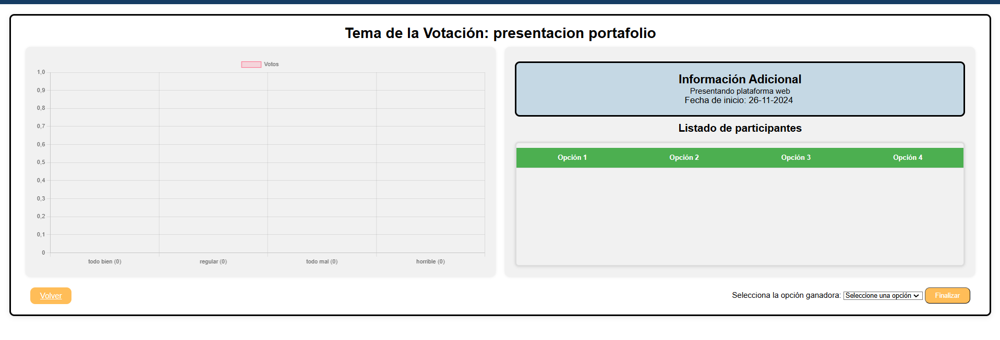 Tema de la Votación: presentacion portafolio
Votos
1,0
0,9
0,8
0,7
0,6
0,5
0,4
0,3
0,2
0,1
0
todo bien (0) regular (0) todo mal (0) horrible (0)
Información Adicional
Presentando plataforma web
Fecha de inicio: 26-11-2024
Listado de participantes
Opción 1 Opción 2 Opción 3 Opción 4
Volver
Selecciona la opción ganadora: Seleccione una opción Finalizar